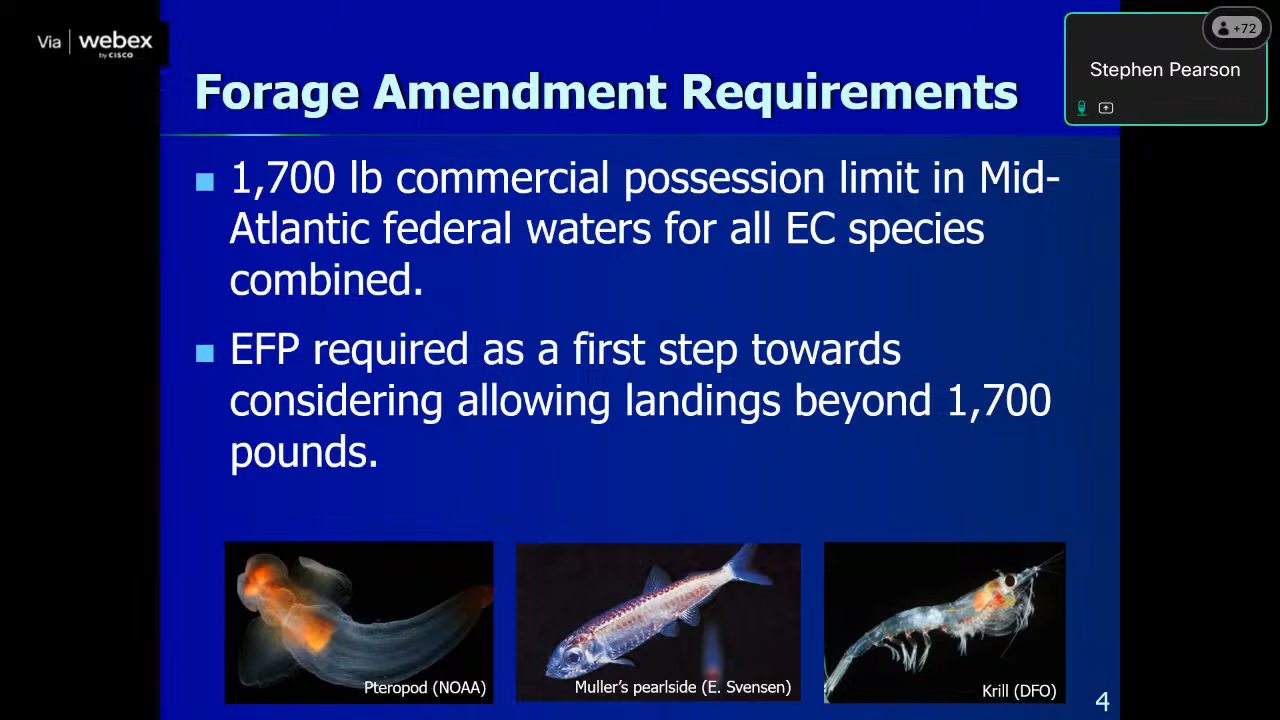 Via webex
by CISCO
+72
Stephen Pearson
Forage Amendment Requirements
1,700 lb commercial possession limit in Mid-
Atlantic federal waters for all EC species
combined.
EFP required as a first step towards
considering allowing landings beyond 1,700
pounds.
Pteropod (NOAA)
Muller's pearlside (E. Svensen)
Krill (DFO)
4